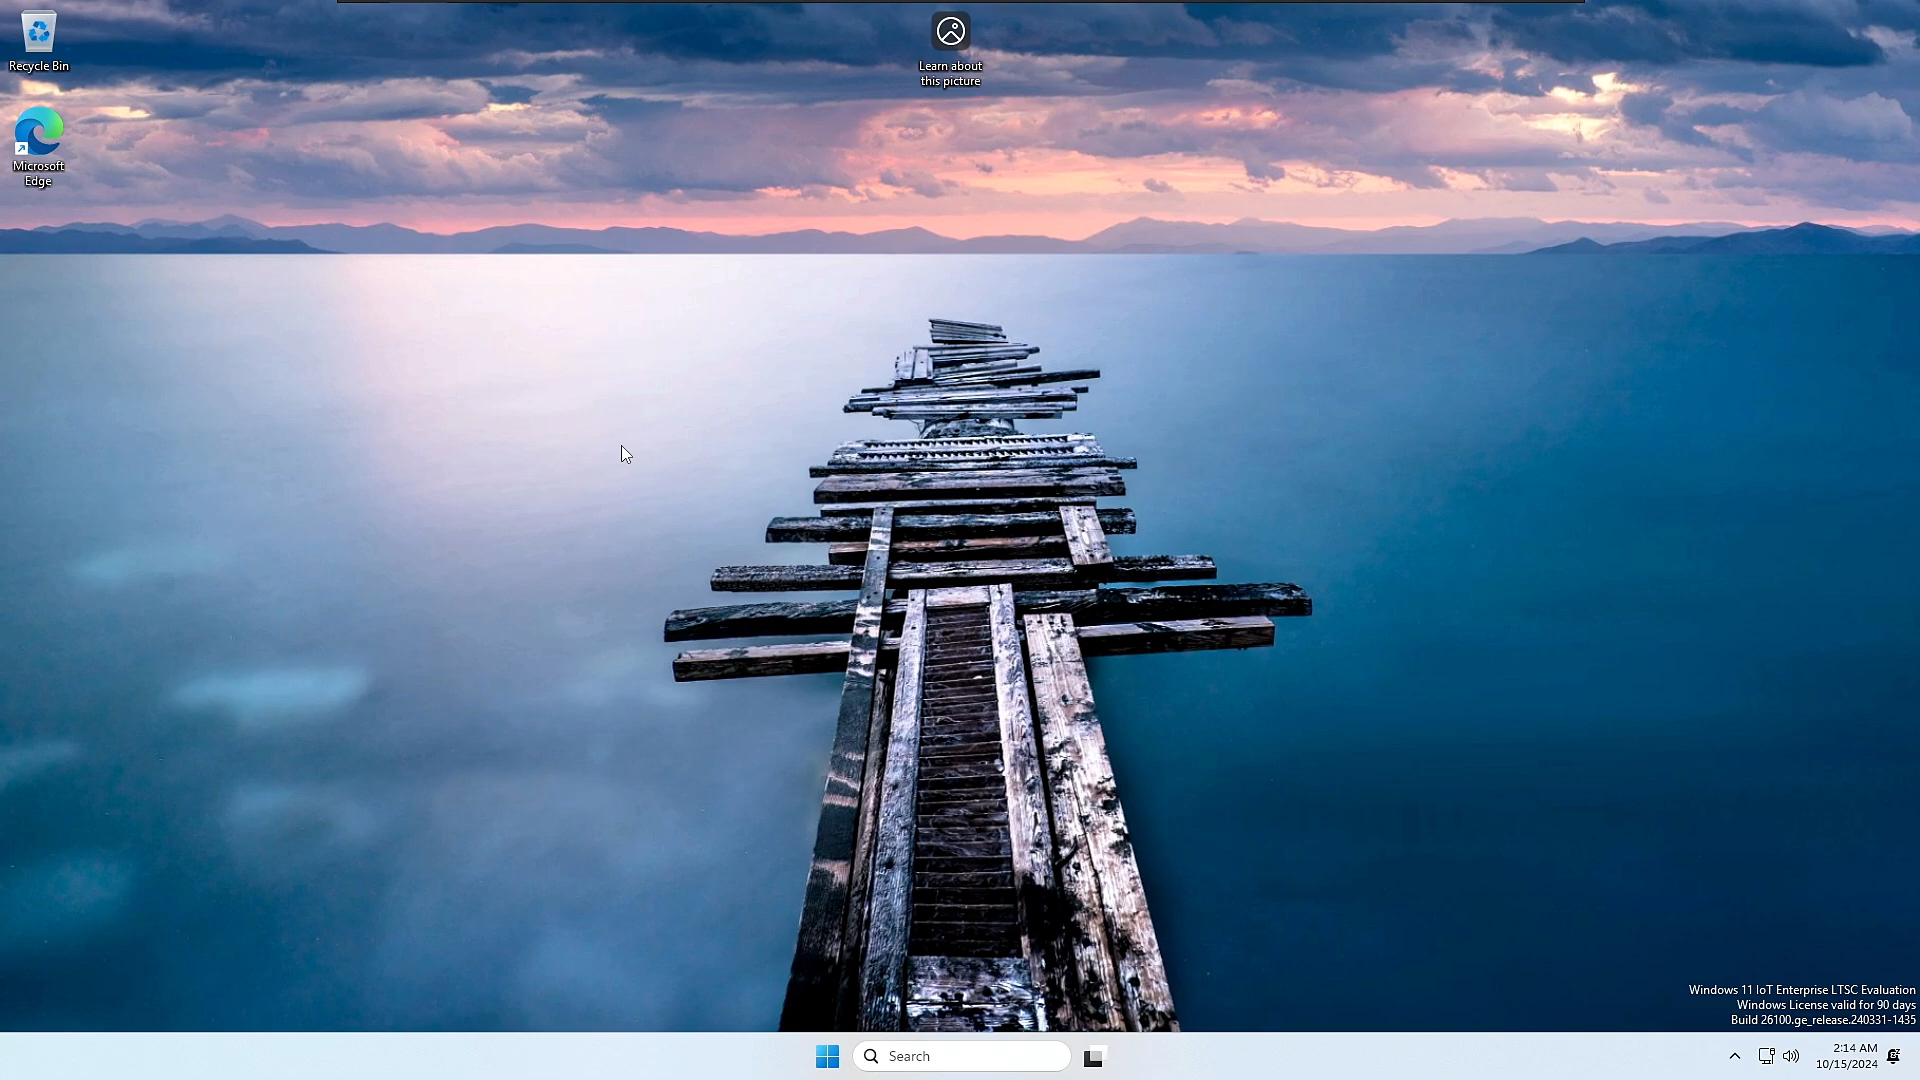 Recycle Bin
Learn about
this picture
Microsoft
Edge
Windows 11 IoT Enterprise LTSC Evaluation
Windows License valid for 90 days
Build 26100.ge_release.240331-1435
Search
2:14 AM
10/15/2024